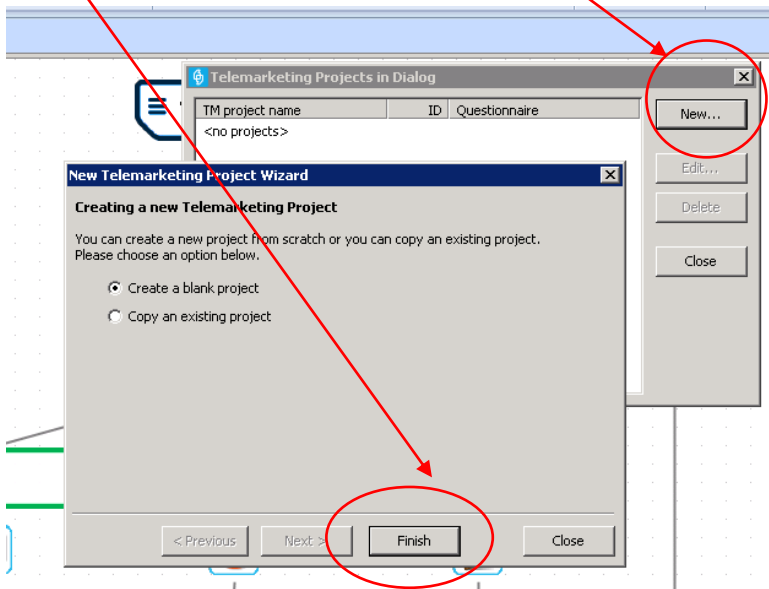 Telemarketing Projects in Dialog
TM project name ID Questionnaire
<no projects>
New...
Edit...
Delete
Close
New Telemarketing Project Wizard
Creating a new Telemarketing Project
You can create a new project from scratch or you can copy an existing project.
Please choose an option below.
Create a blank project
Copy an existing project
< Previous Next > Finish Close